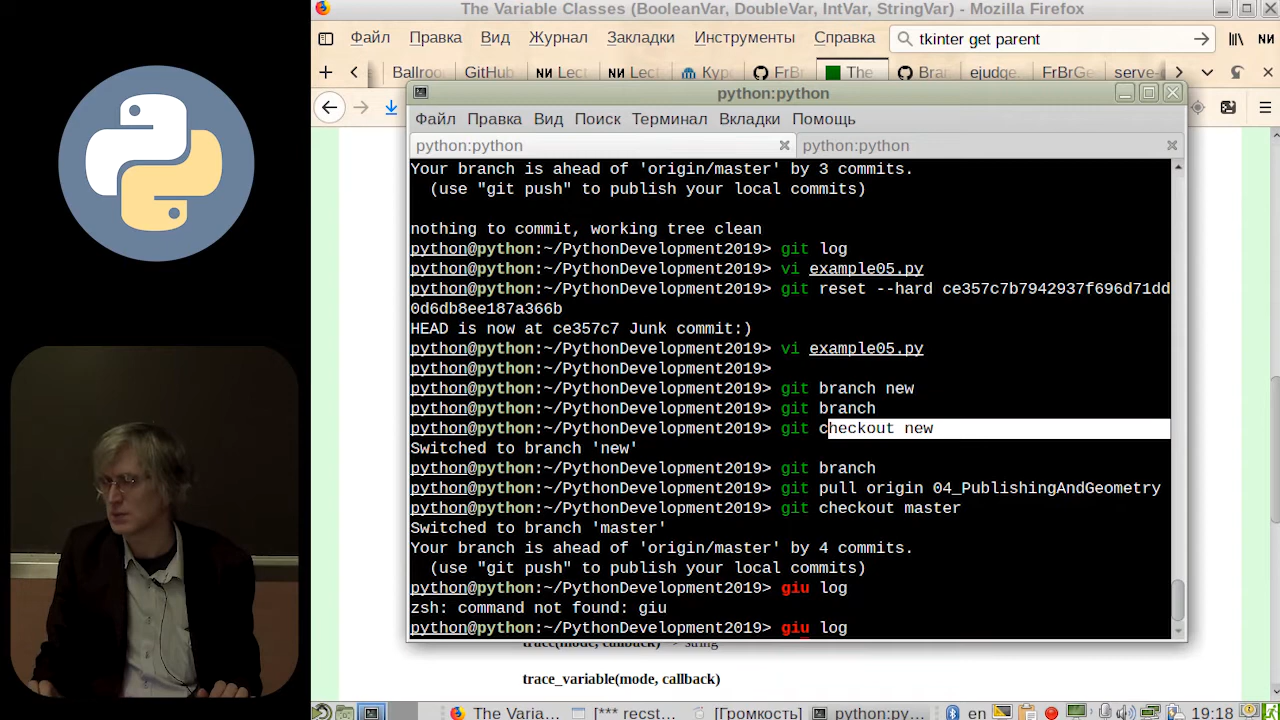 The Variable Classes (BooleanVar, DoubleVar, IntVar, StringVar) - Mozilla Firefox
Файл Правка Вид Журнал Закладки Инструменты Справка tkinter get parent
Ballroo GitHub Lect Lect Курс FrBr The Bran ejudge FrBrGe serve-
python:python
Файл Правка Вид Поиск Терминал Вкладки Помощь
python:python python:python
Your branch is ahead of 'origin/master' by 3 commits.
(use "git push" to publish your local commits)
nothing to commit, working tree clean
python@python:~/PythonDevelopment2019> git log
python@python:~/PythonDevelopment2019> vi example05.py
python@python:~/PythonDevelopment2019> git reset --hard ce357c7b7942937f696d71dd
0d6db8ee187a366b
HEAD is now at ce357c7 Junk commit:)
python@python:~/PythonDevelopment2019> vi example05.py
python@python:~/PythonDevelopment2019>
python@python:~/PythonDevelopment2019> git branch new
python@python:~/PythonDevelopment2019> git branch
python@python:~/PythonDevelopment2019> git checkout new
Switched to branch 'new'
python@python:~/PythonDevelopment2019> git branch
python@python:~/PythonDevelopment2019> git pull origin 04_PublishingAndGeometry
python@python:~/PythonDevelopment2019> git checkout master
Switched to branch 'master'
Your branch is ahead of 'origin/master' by 4 commits.
(use "git push" to publish your local commits)
python@python:~/PythonDevelopment2019> giu log
zsh: command not found: giu
python@python:~/PythonDevelopment2019> giu log
trace(mode, callback) -> string
trace_variable(mode, callback)
The Varia... [*** recst... [Громкость] python:py... en 19:18